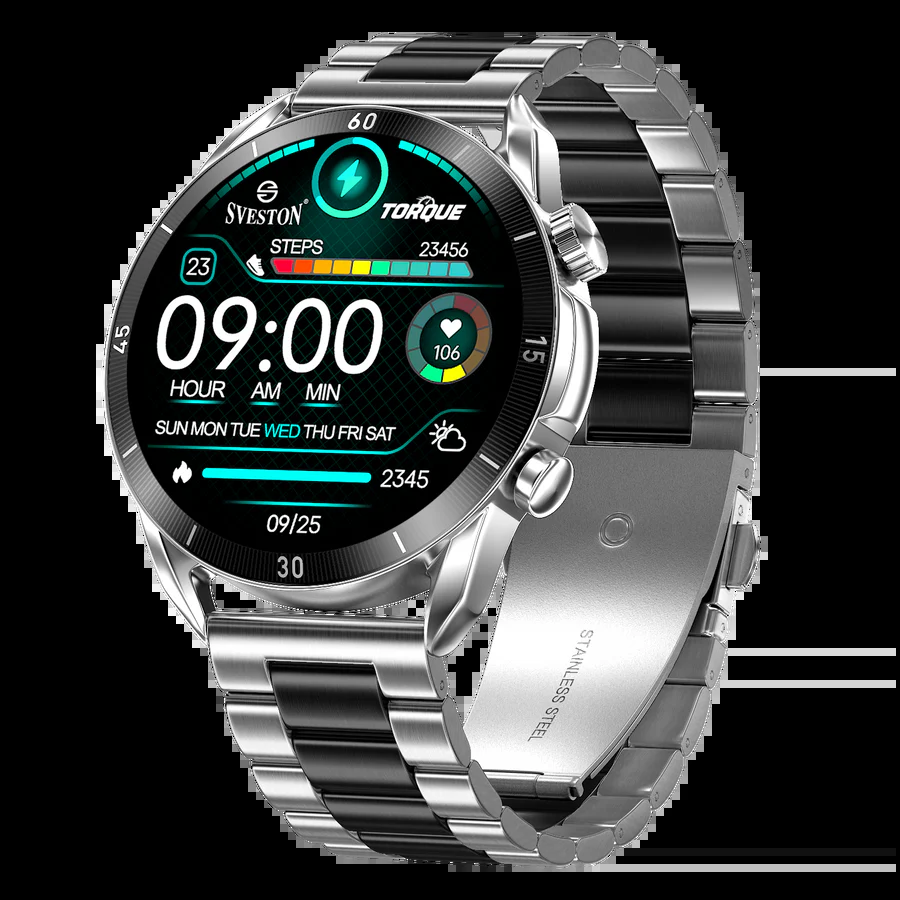 60
SVESTON®
TORQUE
STEPS 23456
23
09:00
106
HOUR AM MIN
SUN MON TUE WED THU FRI SAT
2345
09/25
15
30
45
STAINLESS STEEL